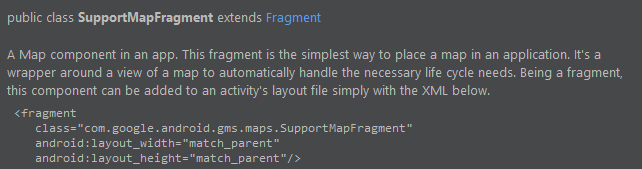 public class SupportMapFragment extends Fragment
A Map component in an app. This fragment is the simplest way to place a map in an application. It's a
wrapper around a view of a map to automatically handle the necessary life cycle needs. Being a fragment,
this component can be added to an activity's layout file simply with the XML below.
<fragment
class="com.google.android.gms.maps.SupportMapFragment"
android:layout_width="match_parent"
android:layout_height="match_parent"/>